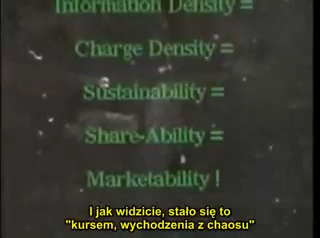 Information Density =
Charge Density =
Sustainability =
Share-Ability =
Marketability !
I jak widzicie, stało się to
"kursem, wychodzenia z chaosu"